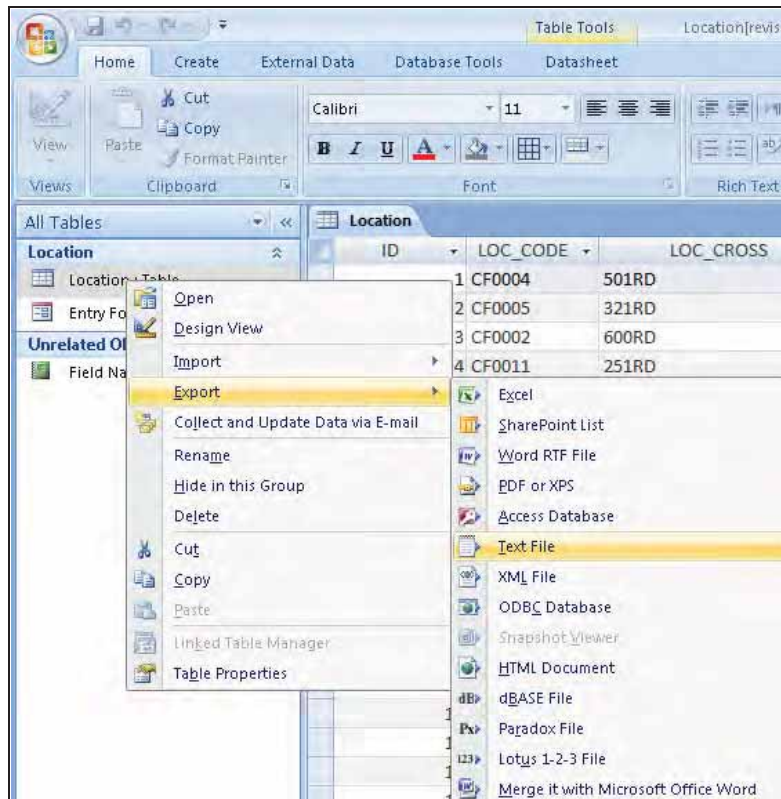 Table Tools Location[revis
Home Create External Data Database Tools Datasheet
View Paste Cut Copy Format Painter
Calibri 11
B I U A
Views Clipboard Font Rich Text
All Tables Location
ID LOC_CODE LOC_CROSS
Location
Location : Table
1 CF0004 501RD
Entry Fo
2 CF0005 321RD
3 CF0002 600RD
Unrelated Ob
4 CF0011 251RD
Field Na
Open
Design View
Import
Export
Collect and Update Data via E-mail
Rename
Hide in this Group
Delete
Cut
Copy
Paste
Linked Table Manager
Table Properties
Excel
SharePoint List
Word RTF File
PDF or XPS
Access Database
Text File
XML File
ODBC Database
Snapshot Viewer
HTML Document
dBASE File
Paradox File
Lotus 1-2-3 File
Merge it with Microsoft Office Word